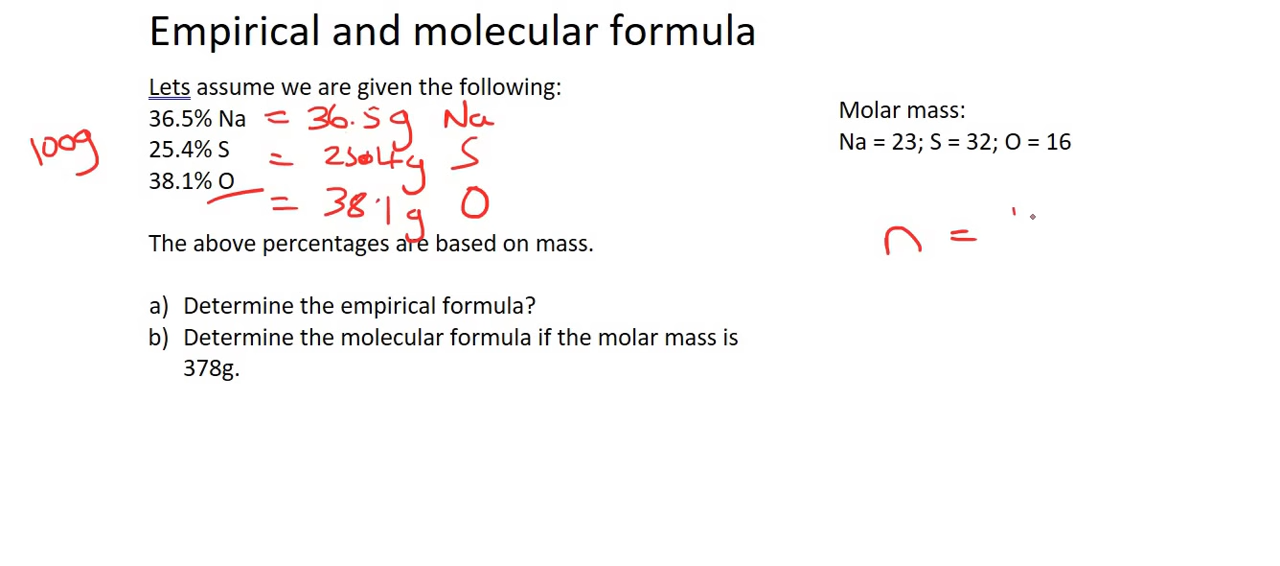 Empirical and molecular formula
Lets assume we are given the following:
36.5% Na = 36.5g Na
100g
25.4% S = 25.4g S
38.1% O = 38.1g O
The above percentages are based on mass.
a) Determine the empirical formula?
b) Determine the molecular formula if the molar mass is
378g.
Molar mass:
Na = 23; S = 32; O = 16
n =